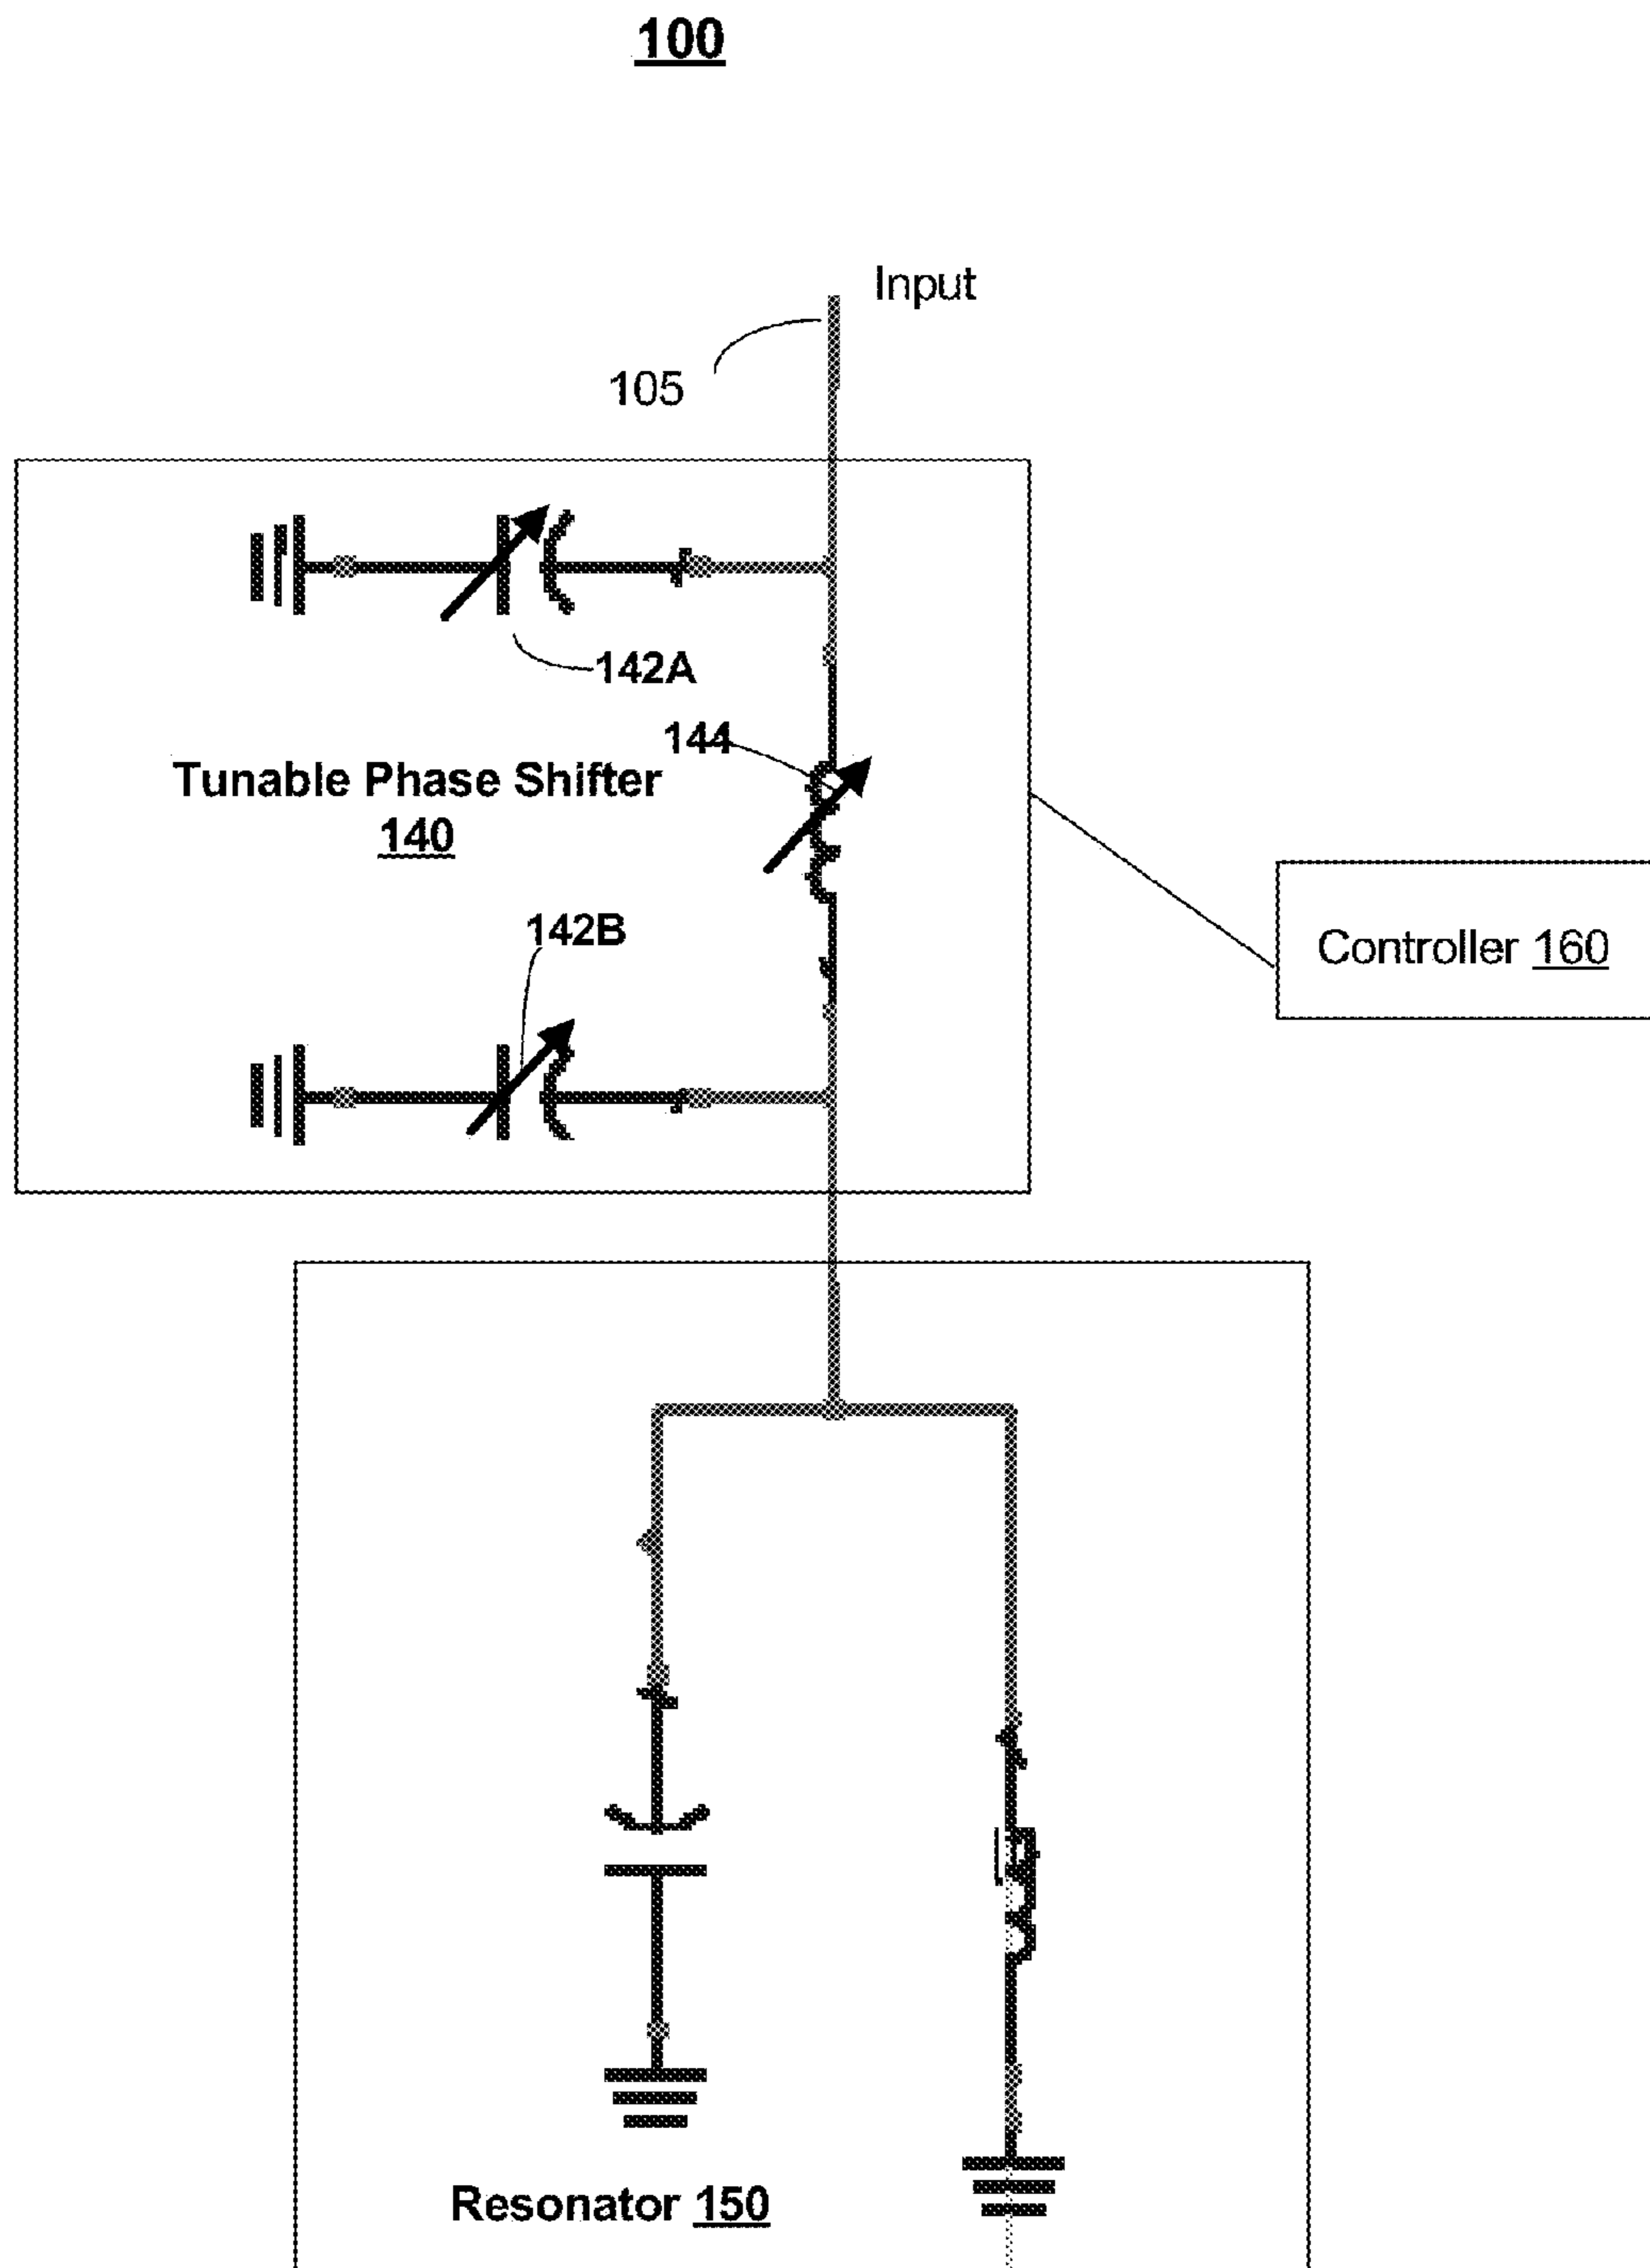 100
Input
105
142A
144
Tunable Phase Shifter
140
142B
Controller 160
Resonator 150